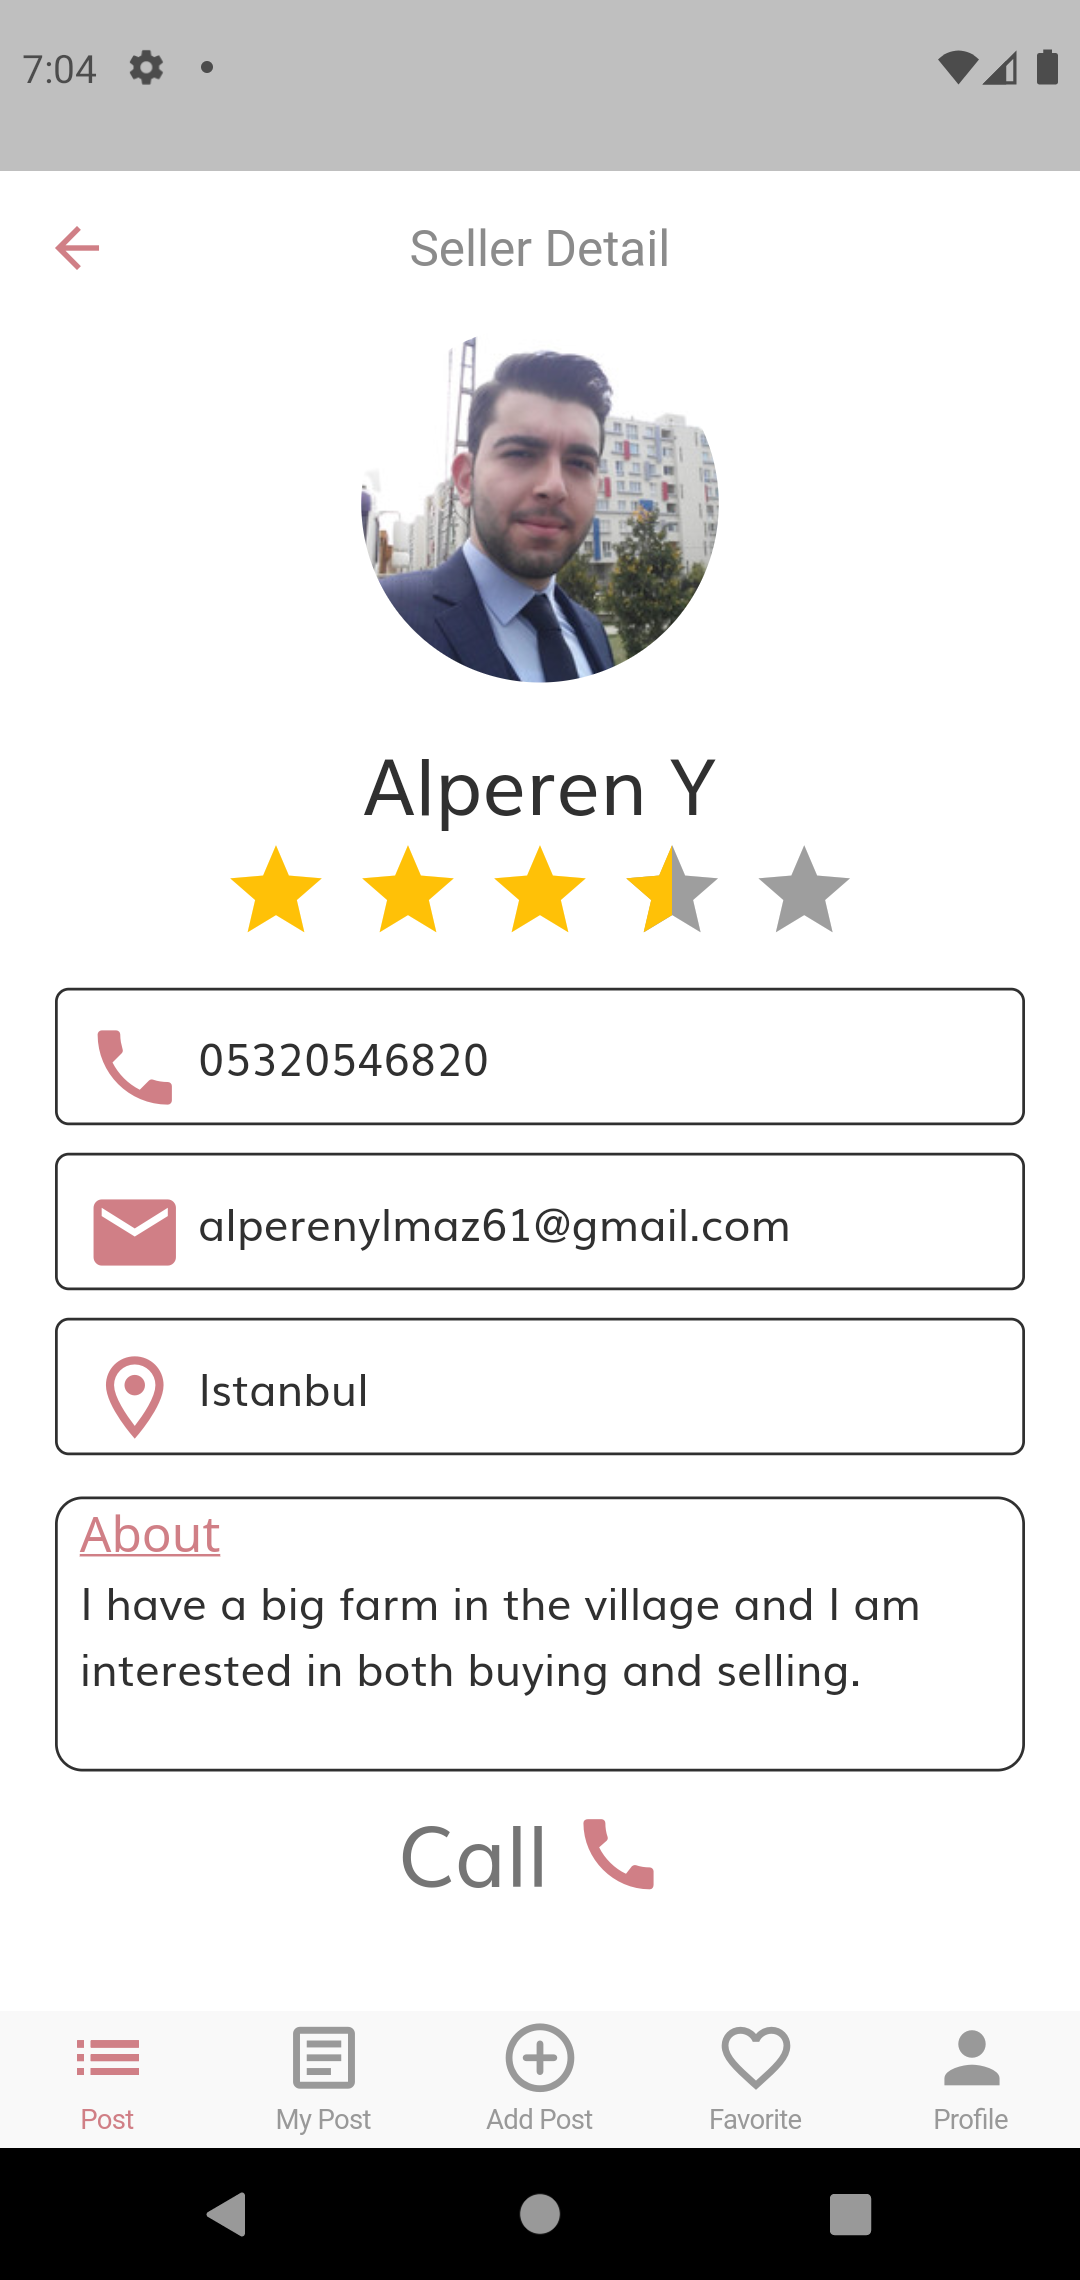 7:04
Seller Detail
Alperen Y
05320546820
alperenylmaz61@gmail.com
Istanbul
About
I have a big farm in the village and I am
interested in both buying and selling.
Call
Post
My Post
Add Post
Favorite
Profile